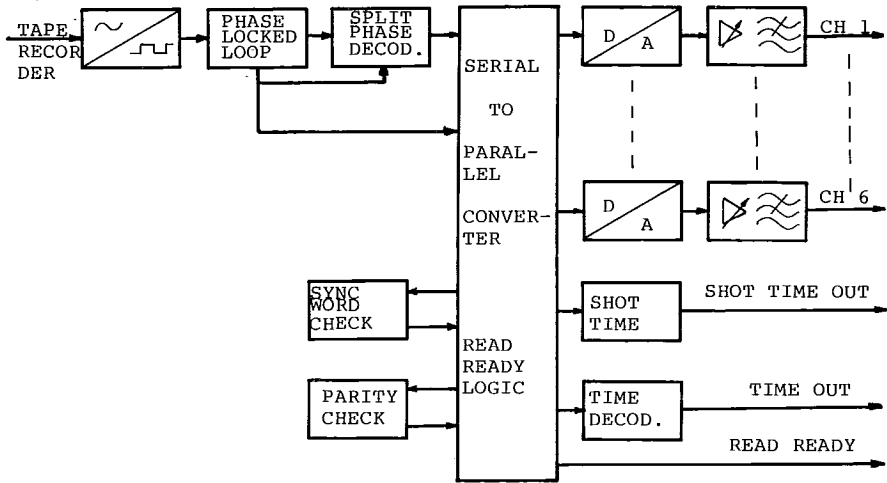 TAPE
RECOR
DER
PHASE
LOCKED
LOOP
SPLIT
PHASE
DECOD.
SERIAL
TO
PARAL-
LEL
CONVER-
TER
READ
READY
LOGIC
D
A
CH 1
D
A
CH 6
SYNC
WORD
CHECK
PARITY
CHECK
SHOT
TIME
SHOT TIME OUT
TIME
DECOD.
TIME OUT
READ READY